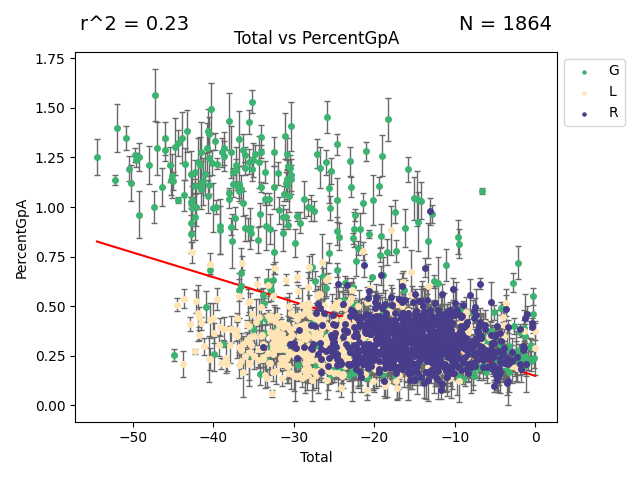 r^2 = 0.23 N = 1864
Total vs PercentGpA
1.75
1.50
1.25
1.00
0.75
0.50
0.25
0.00
PercentGpA
−50 −40 −30 −20 −10 0
Total
G
L
R